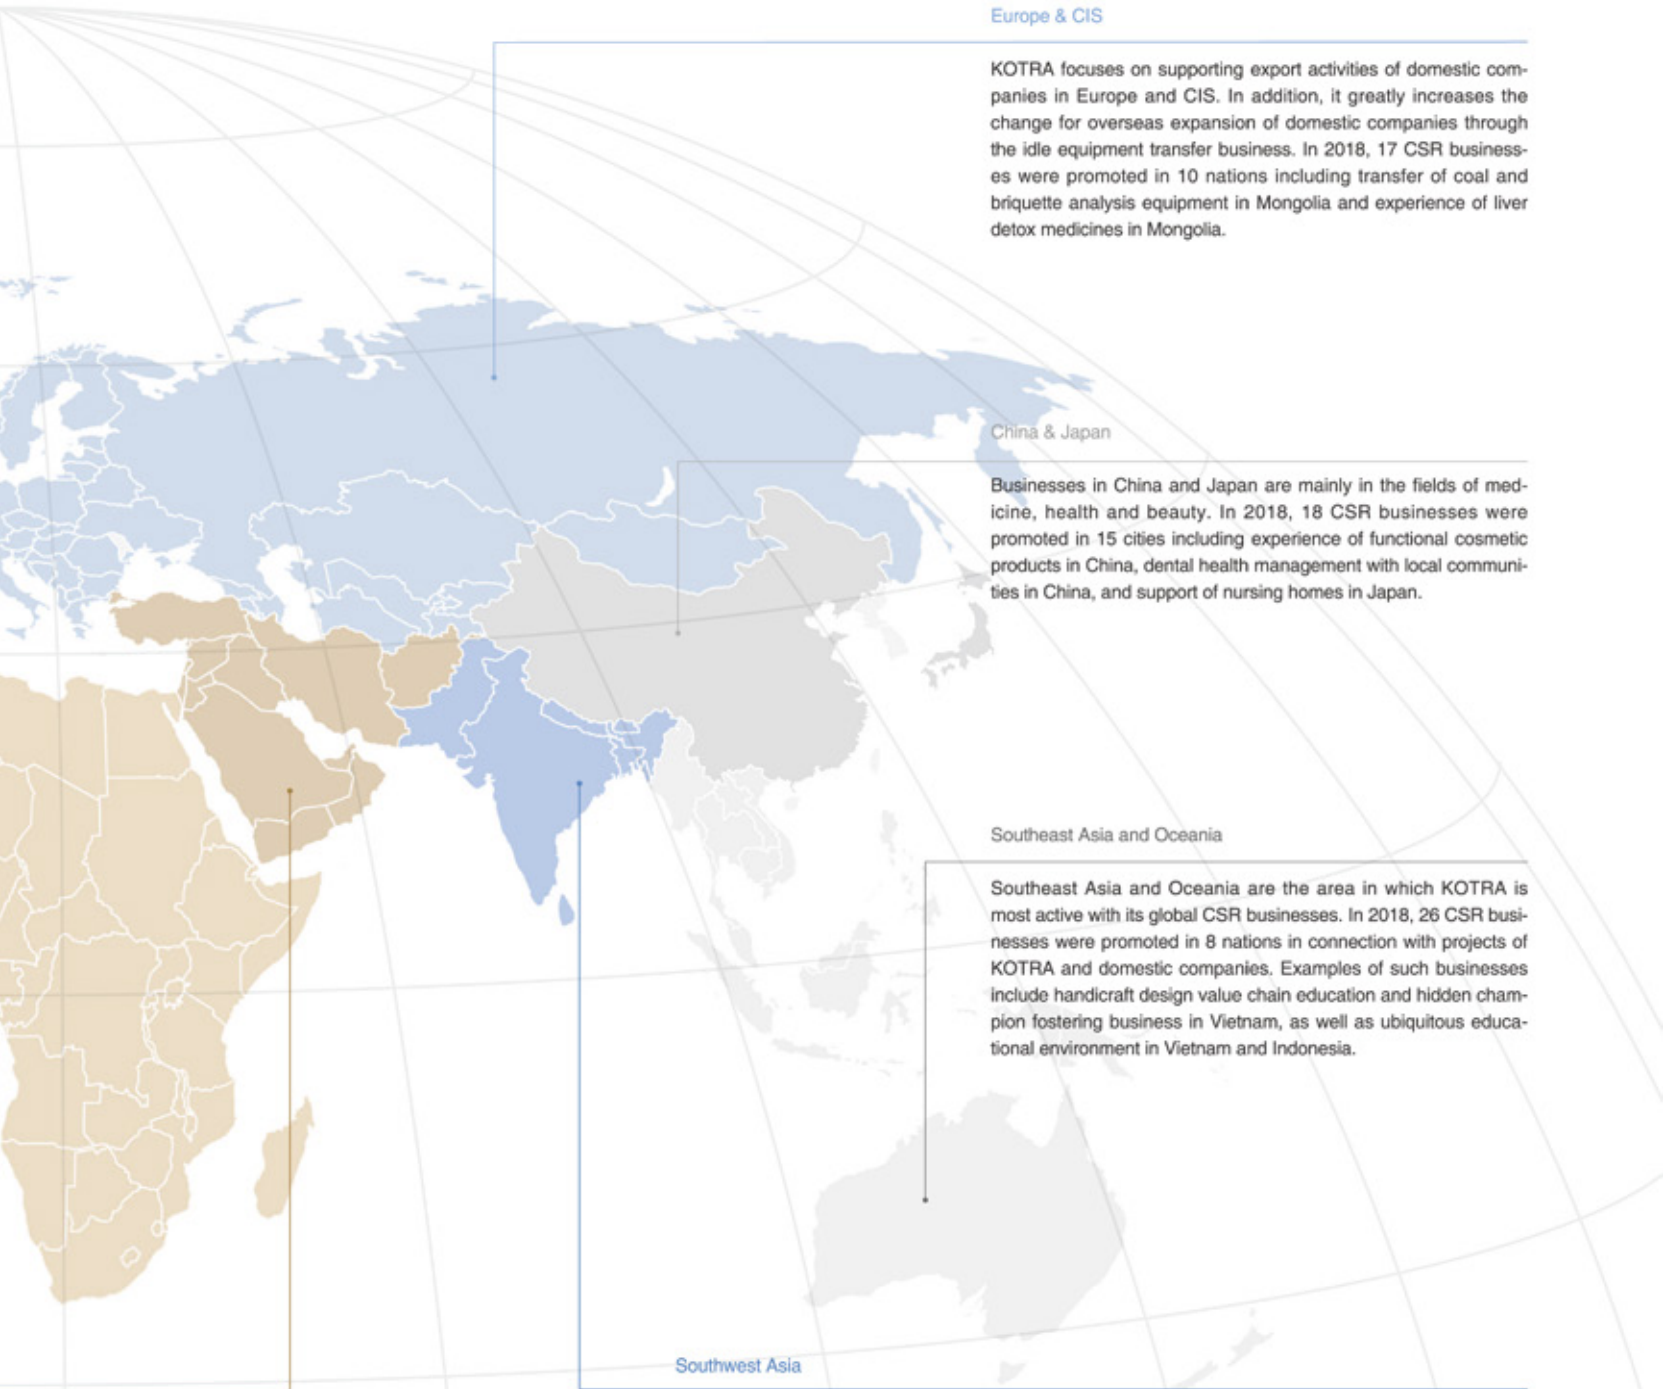 Europe & CIS
KOTRA focuses on supporting export activities of domestic com-
panies in Europe and CIS. In addition, it greatly increases the
change for overseas expansion of domestic companies through
the idle equipment transfer business. In 2018, 17 CSR business-
es were promoted in 10 nations including transfer of coal and
briquette analysis equipment in Mongolia and experience of liver
detox medicines in Mongolia.
China & Japan
Businesses in China and Japan are mainly in the fields of med-
icine, health and beauty. In 2018, 18 CSR businesses were
promoted in 15 cities including experience of functional cosmetic
products in China, dental health management with local communi-
ties in China, and support of nursing homes in Japan.
Southeast Asia and Oceania
Southeast Asia and Oceania are the area in which KOTRA is
most active with its global CSR businesses. In 2018, 26 CSR busi-
nesses were promoted in 8 nations in connection with projects of
KOTRA and domestic companies. Examples of such businesses
include handicraft design value chain education and hidden cham-
pion fostering business in Vietnam, as well as ubiquitous educa-
tional environment in Vietnam and Indonesia.
Southwest Asia